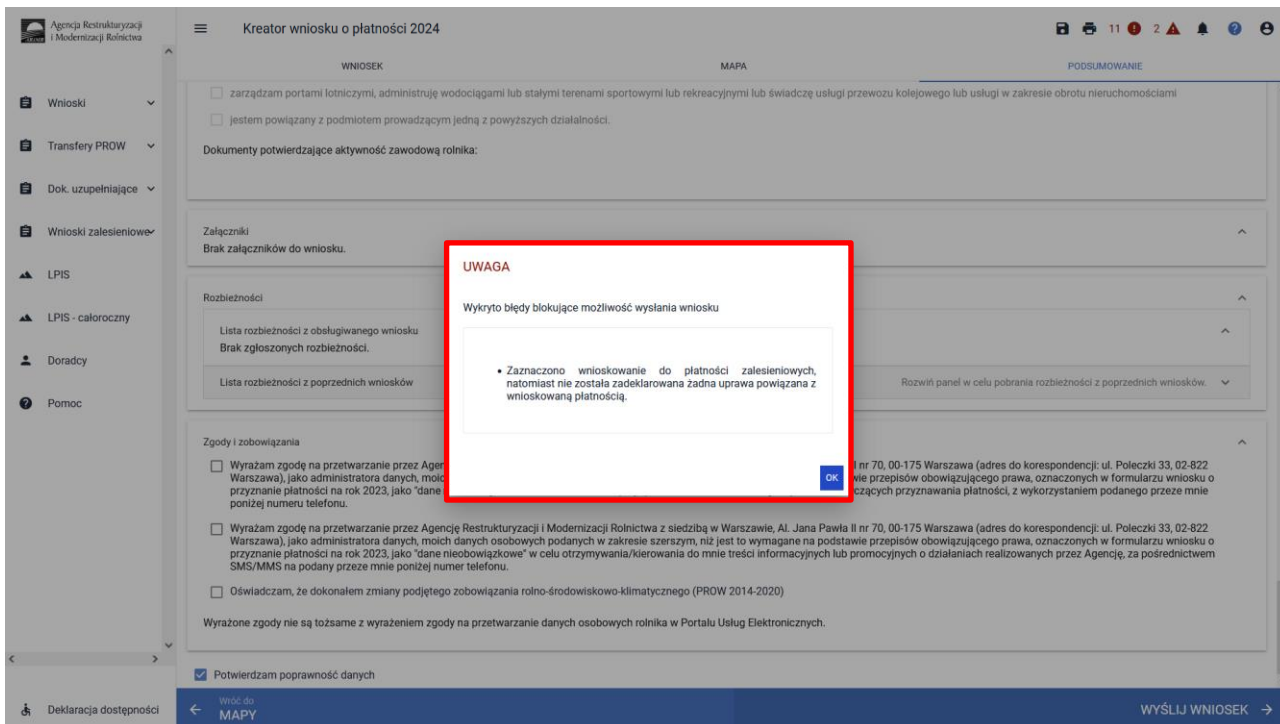 Agencja Restrukturyzacji
i Modernizacji Rolnictwa
Kreator wniosku o płatności 2024
11
2
WNIOSEK
MAPA
PODSUMOWANIE
Wnioski
Transfery PROW
Dok. uzupełniające
Wnioski zalesieniowe
LPIS
LPIS - całoroczny
Doradcy
Pomoc
Deklaracja dostępności
zarządzam portami lotniczymi, administruję wodociągami lub stałymi terenami sportowymi lub rekreacyjnymi lub świadczę usługi przewozu kolejowego lub usługi w zakresie obrotu nieruchomościami
jestem powiązany z podmiotem prowadzącym jedną z powyższych działalności.
Dokumenty potwierdzające aktywność zawodową rolnika:
Załączniki
Brak załączników do wniosku.
Rozbieżności
Lista rozbieżności z obsługiwanego wniosku
Brak zgłoszonych rozbieżności.
Lista rozbieżności z poprzednich wniosków
Rozwiń panel w celu pobrania rozbieżności z poprzednich wniosków.
UWAGA
Wykryto błędy blokujące możliwość wysłania wniosku
• Zaznaczono wnioskowanie do płatności zalesieniowych,
natomiast nie została zadeklarowana żadna uprawa powiązana z
wnioskowaną płatnością.
OK
Zgody i zobowiązania
Wyrażam zgodę na przetwarzanie przez II nr 70, 00-175 Warszawa (adres do korespondencji: ul. Poleczki 33, 02-822
Warszawa), jako administratora danych, przepisów obowiązującego prawa, oznaczonych w formularzu wniosku o
przyznanie płatności na rok 2023, jako "dane przyznawania płatności, z wykorzystaniem podanego przeze mnie
poniżej numeru telefonu.
Wyrażam zgodę na przetwarzanie przez Agencję Restrukturyzacji i Modernizacji Rolnictwa z siedzibą w Warszawie, Al. Jana Pawła II nr 70, 00-175 Warszawa (adres do korespondencji: ul. Poleczki 33, 02-822
Warszawa), jako administratora danych, moich danych osobowych podanych w zakresie szerszym, niż jest to wymagane na podstawie przepisów obowiązującego prawa, oznaczonych w formularzu wniosku o
przyznanie płatności na rok 2023, jako "dane nieobowiązkowe" w celu otrzymywania/kierowania do mnie treści informacyjnych lub promocyjnych o działaniach realizowanych przez Agencję, za pośrednictwem
SMS/MMS na podany przeze mnie poniżej numer telefonu.
Oświadczam, że dokonałem zmiany podjętego zobowiązania rolno-środowiskowo-klimatycznego (PROW 2014-2020)
Wyrażone zgody nie są tożsame z wyrażeniem zgody na przetwarzanie danych osobowych rolnika w Portalu Usług Elektronicznych.
Potwierdzam poprawność danych
Wróć do
MAPY
WYŚLIJ WNIOSEK